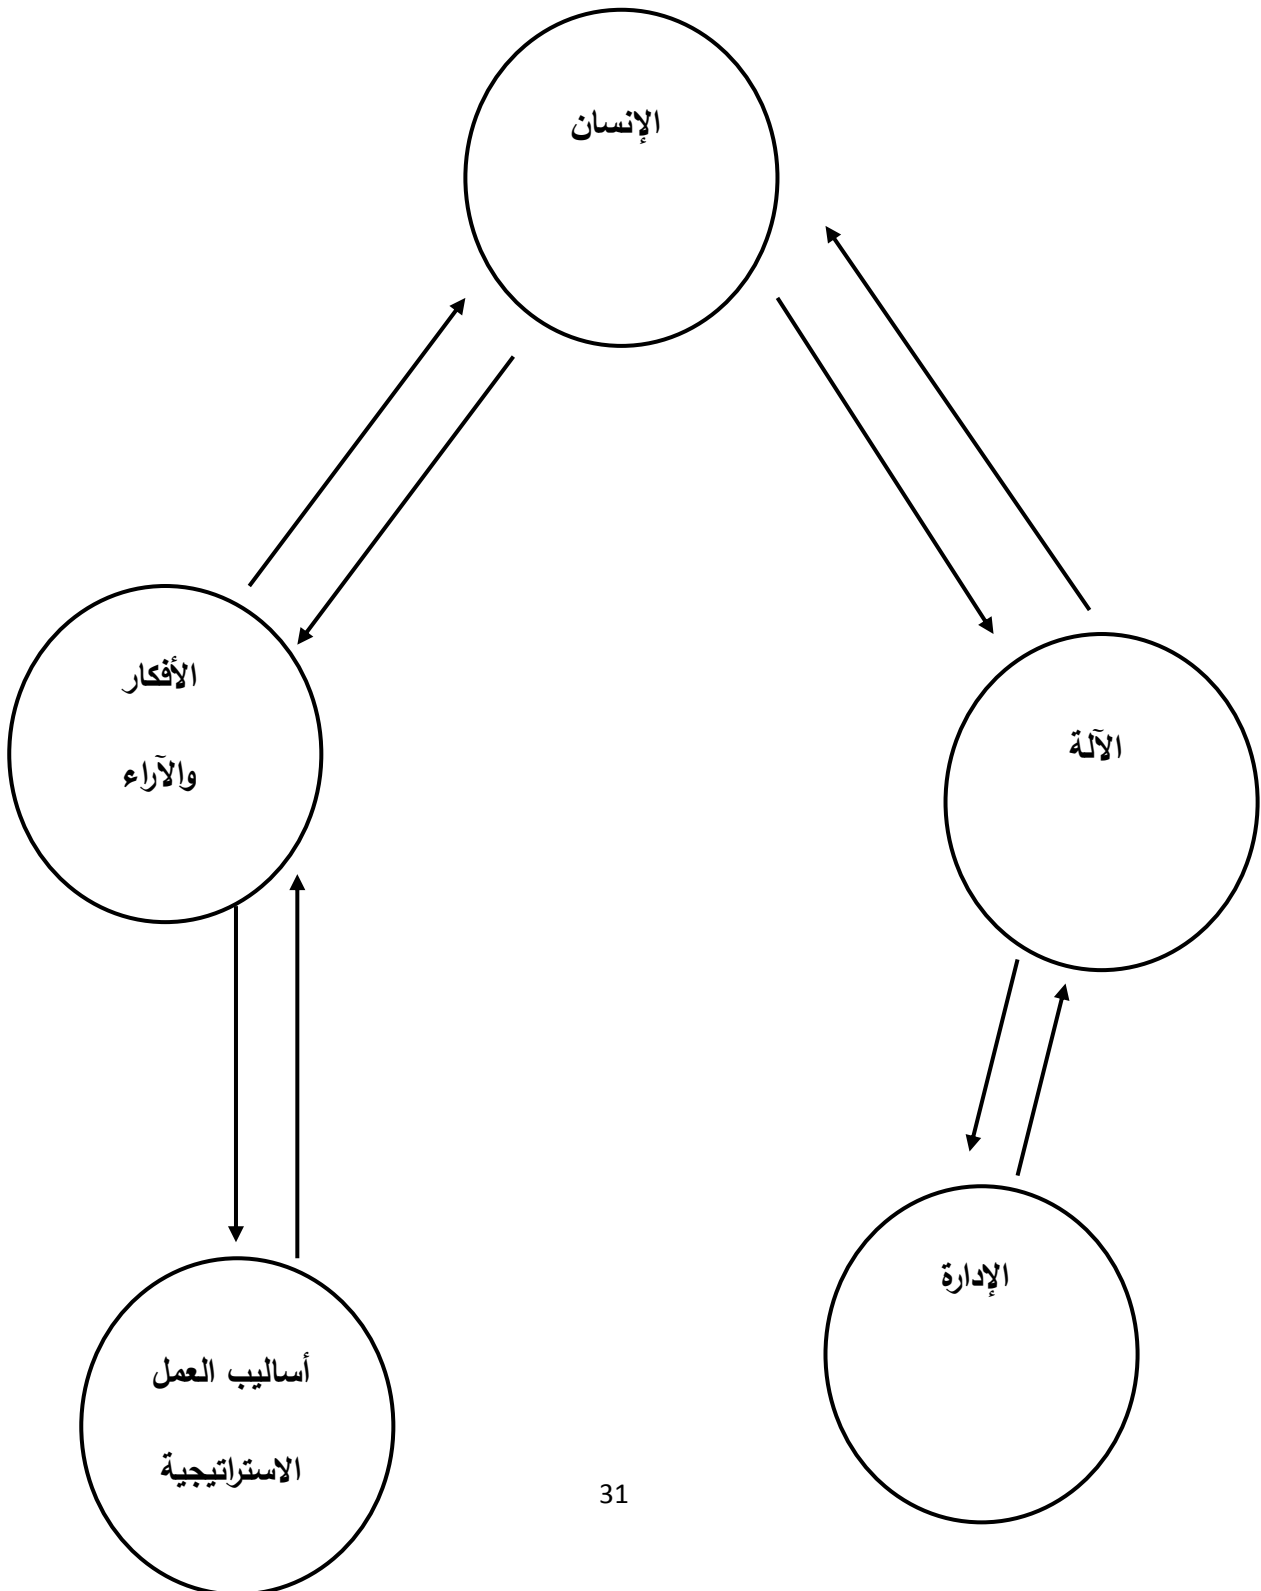 الإنسان
الأفكار
والآراء
الآلة
الإدارة
أساليب العمل
الاستراتيجية
31